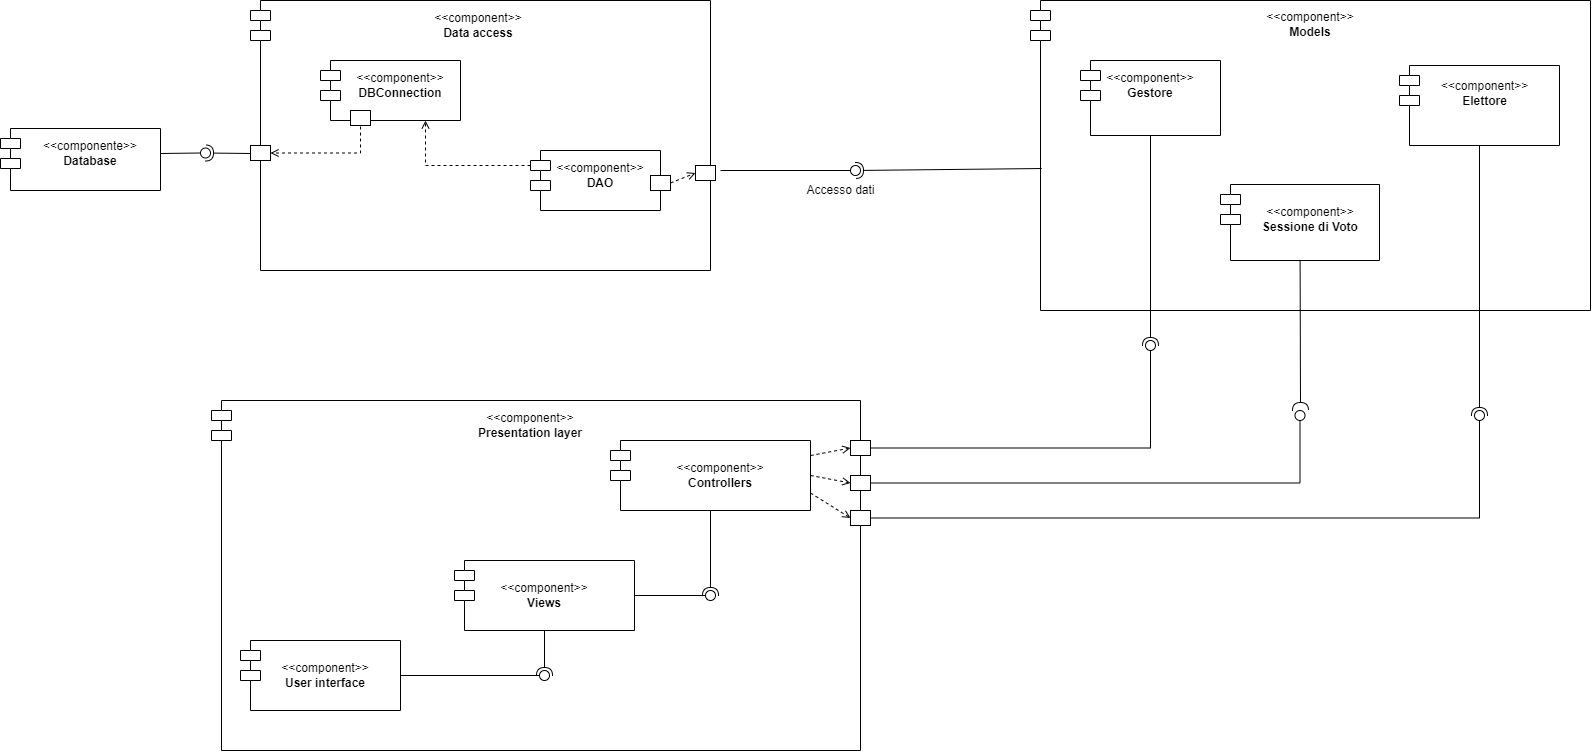 <<component>>
Data access
<<component>>
Models
<<component>>
DBConnection
<<component>>
Gestore
<<component>>
Elettore
<<componente>>
Database
<<component>>
DAO
Accesso dati
<<component>>
Sessione di Voto
<<component>>
Presentation layer
<<component>>
Controllers
<<component>>
Views
<<component>>
User interface